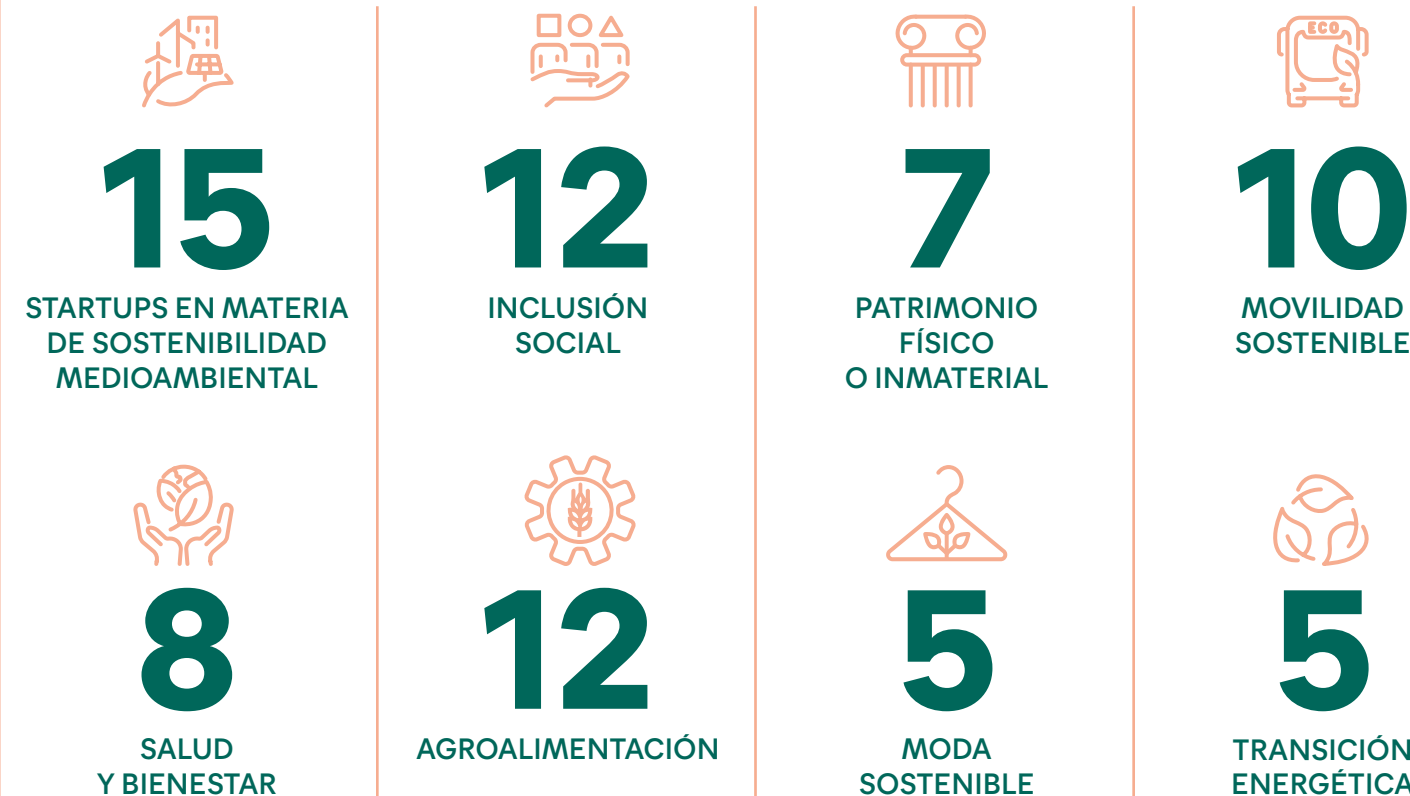 ECO
15
STARTUPS EN MATERIA
DE SOSTENIBILIDAD
MEDIOAMBIENTAL
12
INCLUSIÓN
SOCIAL
7
PATRIMONIO
FÍSICO
O INMATERIAL
10
MOVILIDAD
SOSTENIBLE
8
SALUD
Y BIENESTAR
12
AGROALIMENTACIÓN
5
MODA
SOSTENIBLE
5
TRANSICIÓN
ENERGÉTICA